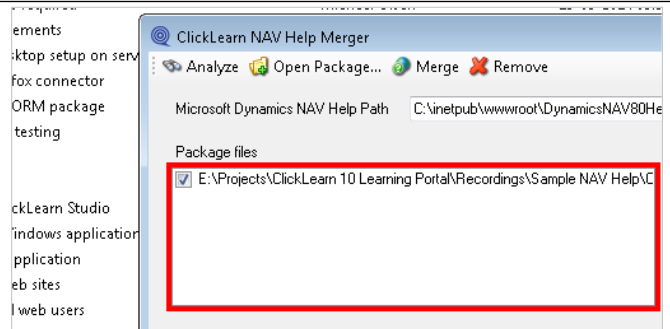 ements
ClickLearn NAV Help Merger
sktop setup on serv
Analyze Open Package... Merge Remove
fox connector
ORM package
Microsoft Dynamics NAV Help Path C:\inetpub\wwwroot\DynamicsNAV80He
testing
Package files
E:\Projects\ClickLearn 10 Learning Portal\Recordings\Sample NAV Help\C
ckLearn Studio
indows application
pplication
eb sites
l web users